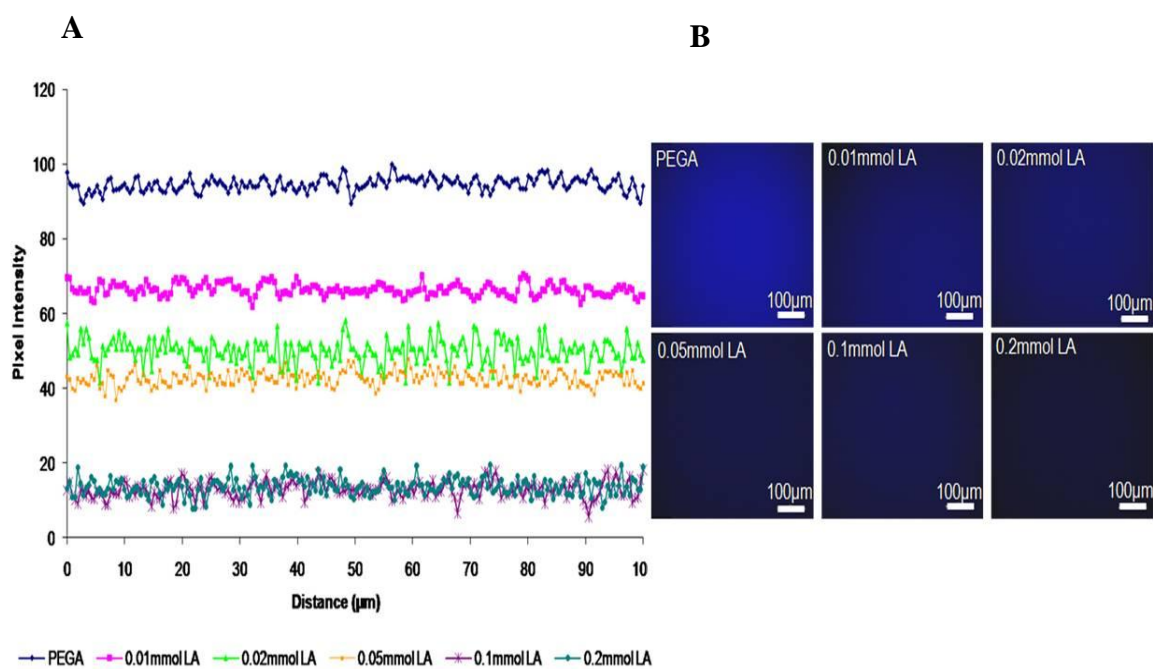 A
B
120
100
80
60
40
20
0
Pixel Intensity
0 10 20 30 40 50 60 70 80 90 10
Distance (µm)
PEGA 0.01mmol LA 0.02mmol LA 0.05mmol LA 0.1mmol LA 0.2mmol LA
PEGA 0.01mmol LA 0.02mmol LA
100µm 100µm 100µm
0.05mmol LA 0.1mmol LA 0.2mmol LA
100µm 100µm 100µm